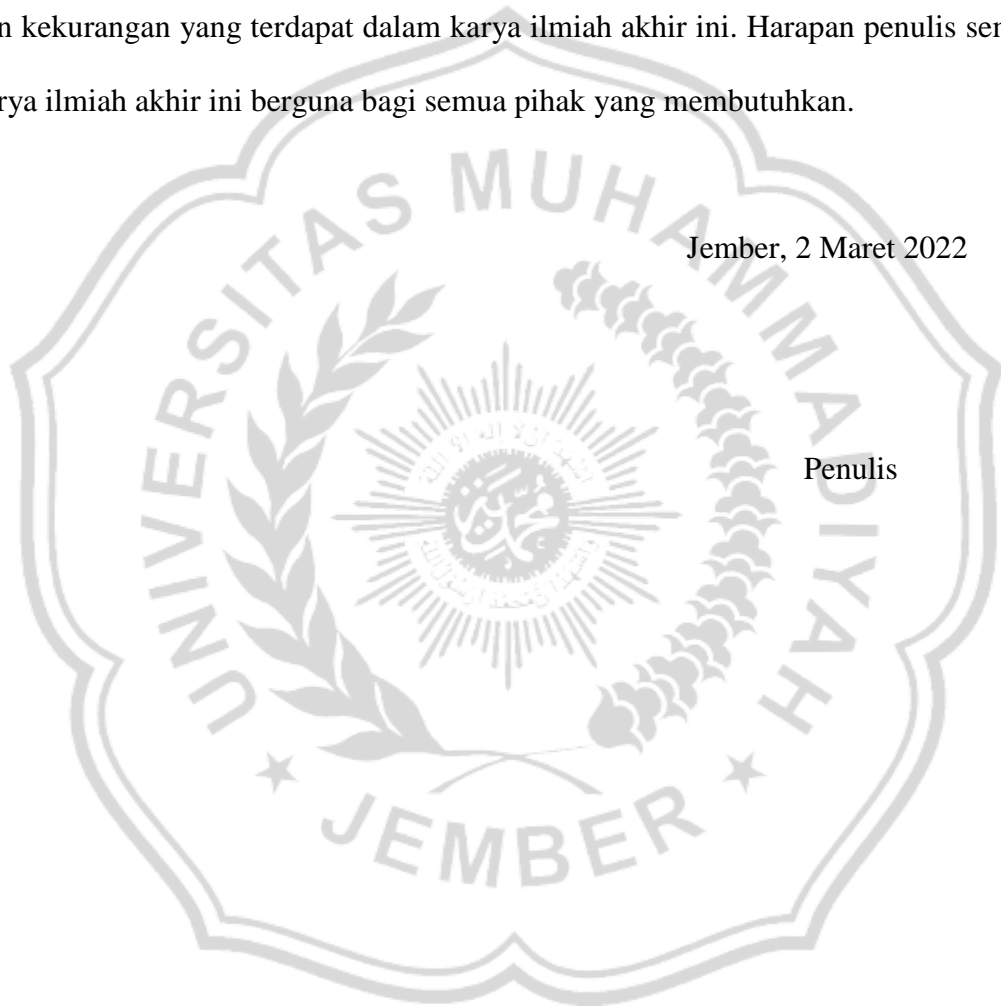 n kekurangan yang terdapat dalam karya ilmiah akhir ini. Harapan penulis sem
rya ilmiah akhir ini berguna bagi semua pihak yang membutuhkan.
Jember, 2 Maret 2022
Penulis
UNIVERSITAS MUHAMMADIYAH
JEMBER